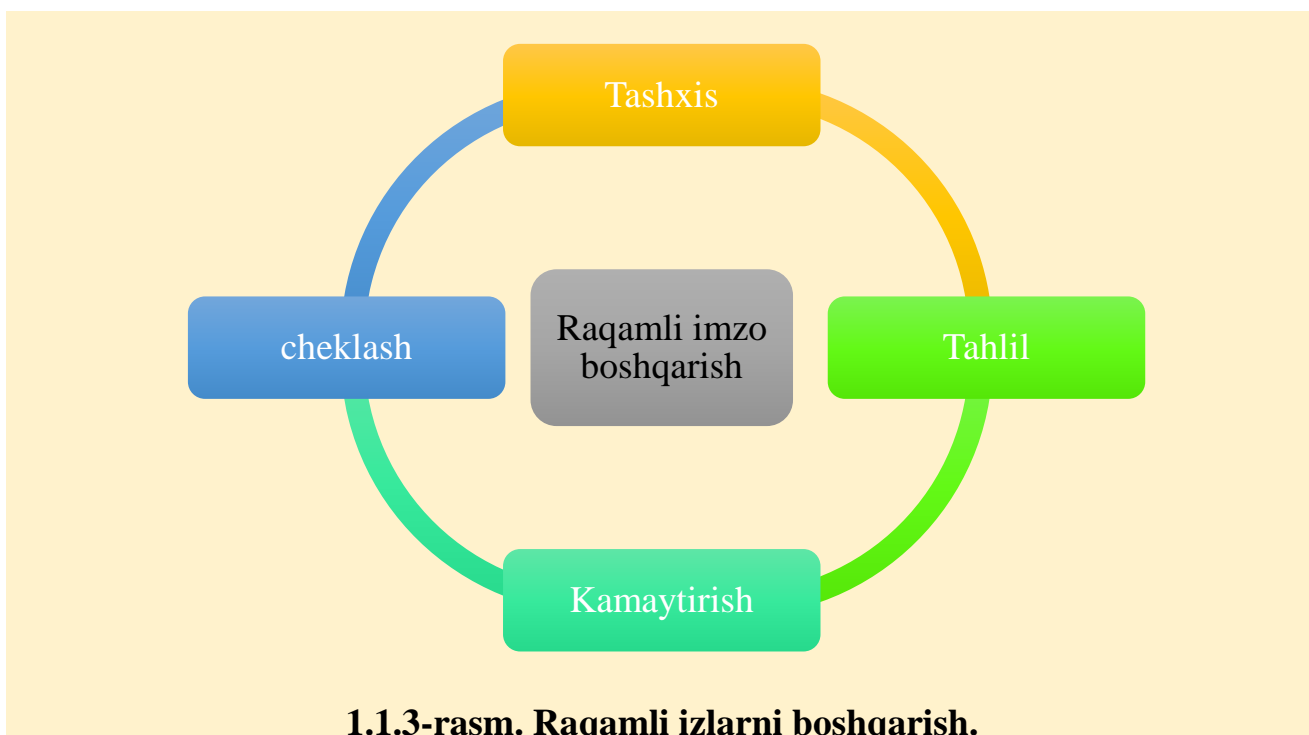 Tashxis
cheklash
Raqamli imzo
boshqarish
Tahlil
Kamaytirish
1.1.3-rasm. Raqamli izlarni boshqarish.